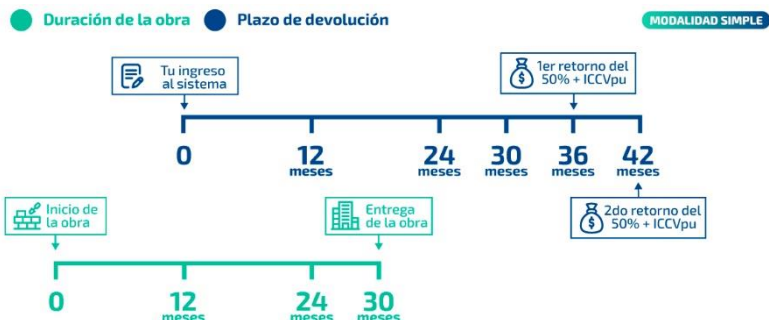 Duración de la obra
Plazo de devolución
MODALIDAD SIMPLE
Tu ingreso
al sistema
1er retorno del
50% + ICCVpu
0
12
meses
24
meses
30
meses
36
meses
42
meses
Inicio de
la obra
Entrega
de la obra
2do retorno del
50% + ICCVpu
0
12
meses
24
meses
30
meses